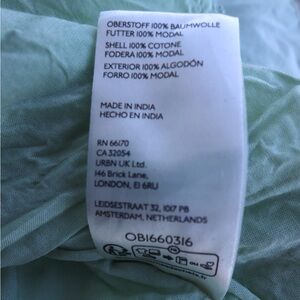 OBERSTOFF 100% BAUMWOLLE
FUTTER 100% MODAL
SHELL 100% COTONE
FODERA 100% MODAL
EXTERIOR 100% ALGODÓN
FORRO 100% MODAL
MADE IN INDIA
HECHO EN INDIA
RN 66170
CA 32054
URBN UK Ltd.
146 Brick Lane,
LONDON, E1 6RU
LEIDSESTRAAT 32, 1017 PB
AMSTERDAM, NETHERLANDS
OB1660316
FR
OU